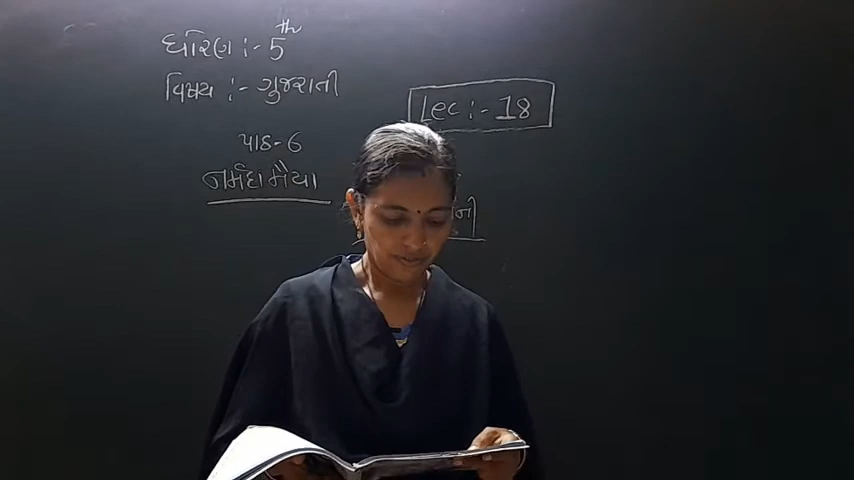 ધોરણ :- 5th
વિષય :- ગુજરાતી
Lec :- 18
પાઠ-6
નર્મદામૈયા